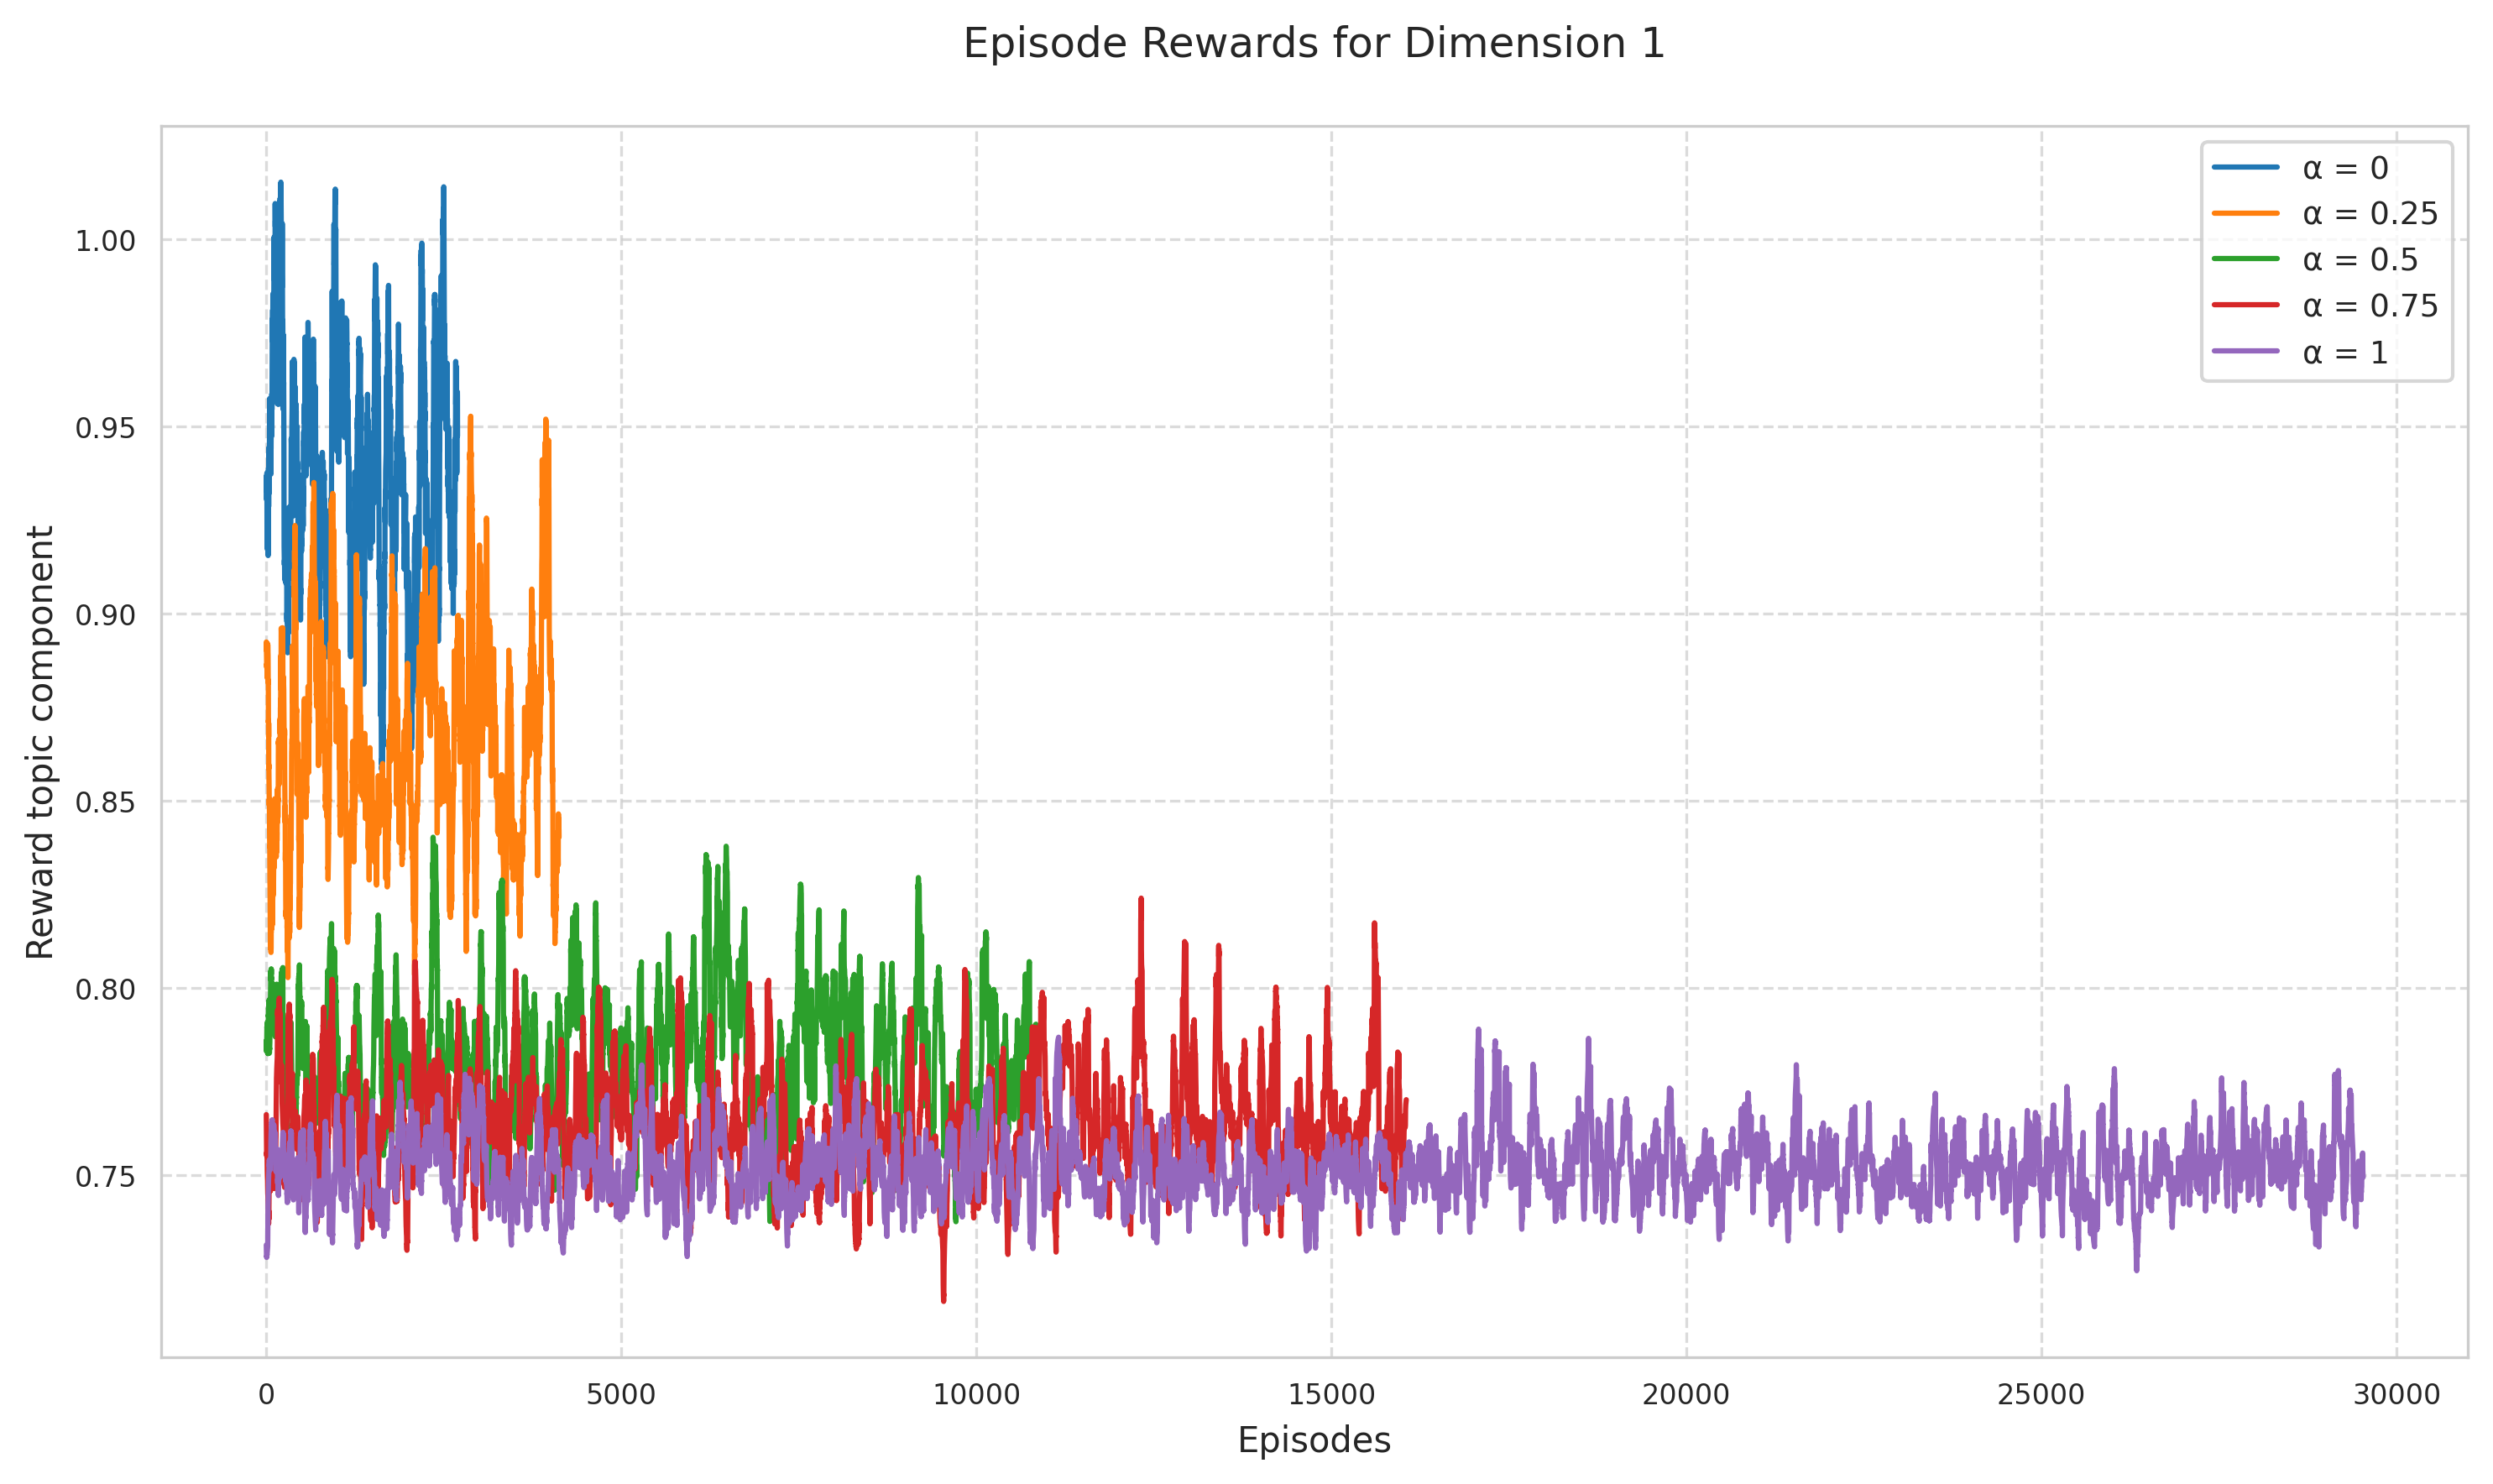 Episode Rewards for Dimension 1
α = 0
α = 0.25
α = 0.5
α = 0.75
α = 1
Reward topic component
1.00
0.95
0.90
0.85
0.80
0.75
0 5000 10000 15000 20000 25000 30000
Episodes